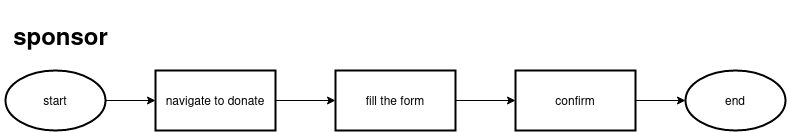 sponsor
start
navigate to donate
fill the form
confirm
end